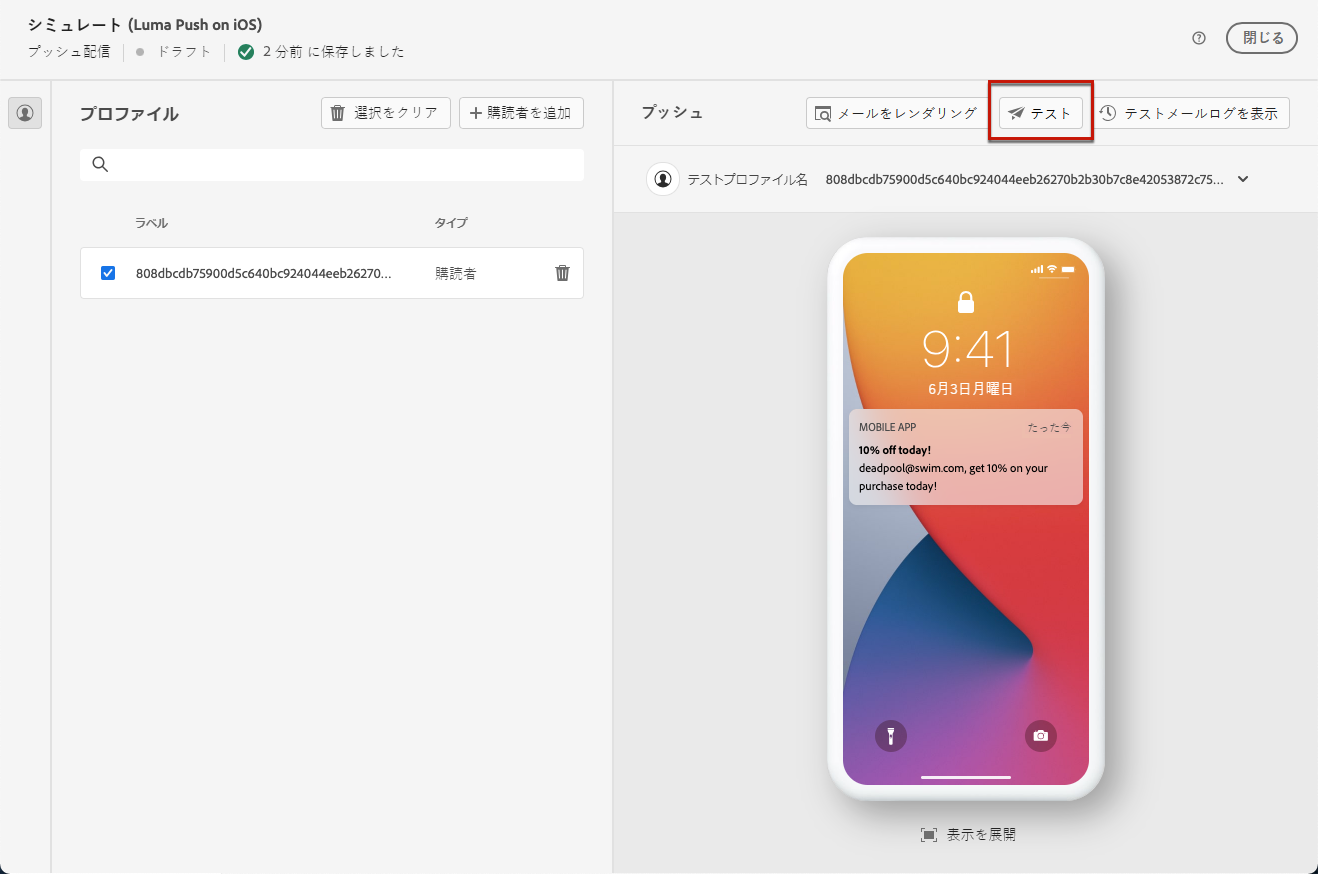 シミュレート (Luma Push on iOS)
プッシュ配信 ドラフト 2 分前 に保存しました
閉じる
プロファイル
選択をクリア
購読者を追加
ラベル タイプ
808dbcdb75900d5c640bc924044eeb26270... 購読者
プッシュ
メールをレンダリング
テスト
テストメールログを表示
テストプロファイル名 808dbcdb75900d5c640bc924044eeb26270b2b30b7c8e42053872c75...
9:41
6月3日月曜日
MOBILE APP たった今
10% off today!
deadpool@swim.com, get 10% on your
purchase today!
表示を展開